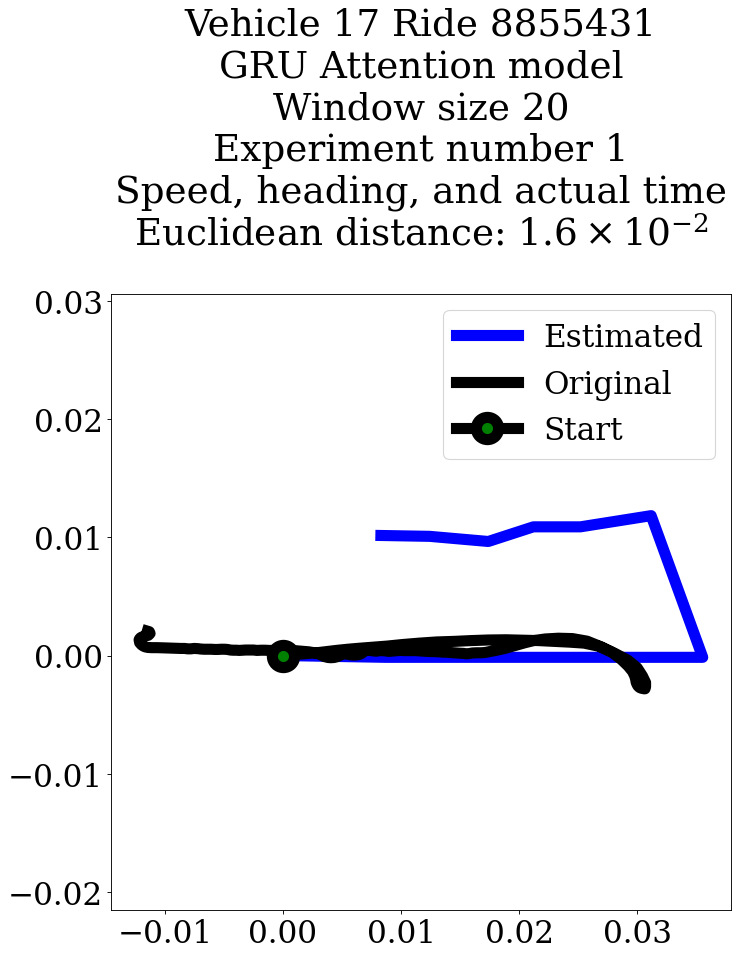 Vehicle 17 Ride 8855431
GRU Attention model
Window size 20
Experiment number 1
Speed, heading, and actual time
Euclidean distance: 1.6 × 10⁻²
Estimated
Original
Start
0.03
0.02
0.01
0.00
−0.01
−0.02
−0.01 0.00 0.01 0.02 0.03